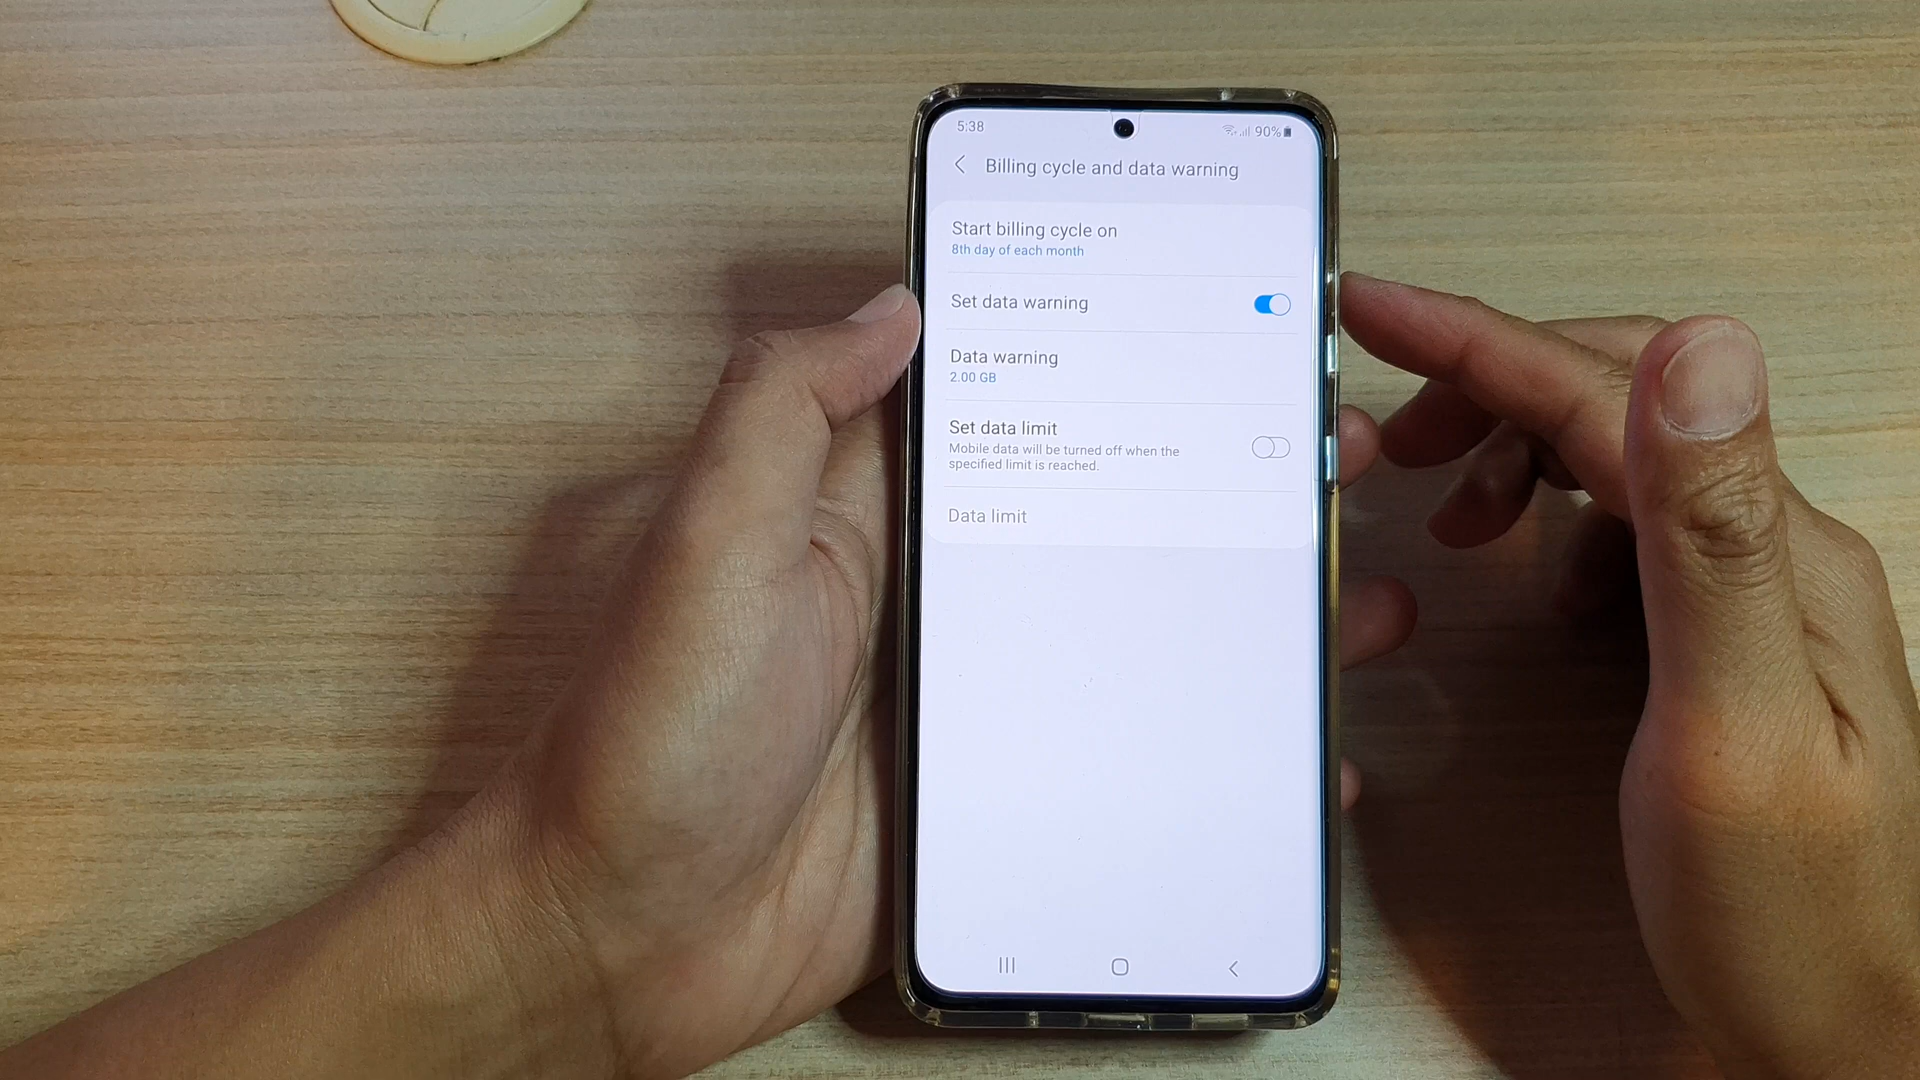 5:38
90%
Billing cycle and data warning
Start billing cycle on
8th day of each month
Set data warning
Data warning
2.00 GB
Set data limit
Mobile data will be turned off when the
specified limit is reached.
Data limit